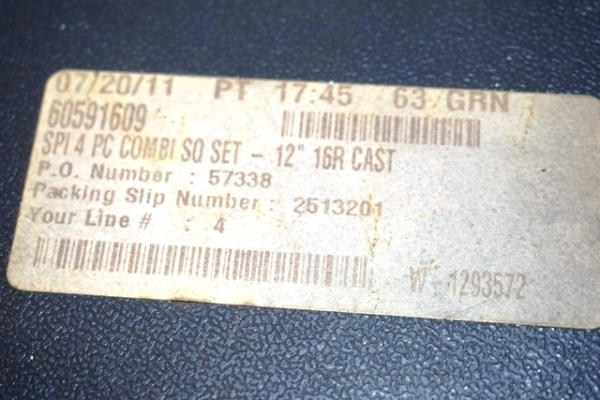 07/20/11 PT 17:45 63/GRN
60591609
SPI 4 PC COMBI SQ SET - 12" 16R CAST
P.O. Number : 57338
Packing Slip Number : 2513201
Your Line # : 4
W - 1293572